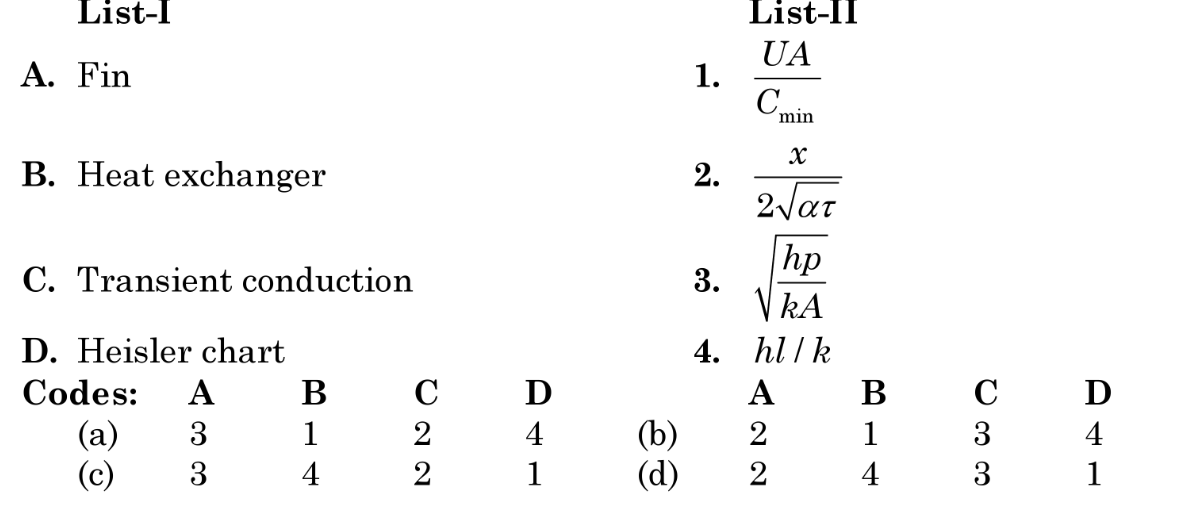 List-I List-II
A. Fin 1. UA / C_min
B. Heat exchanger 2. x / 2√ατ
C. Transient conduction 3. √(hp / kA)
D. Heisler chart 4. hl / k
Codes: A B C D A B C D
(a) 3 1 2 4 (b) 2 1 3 4
(c) 3 4 2 1 (d) 2 4 3 1